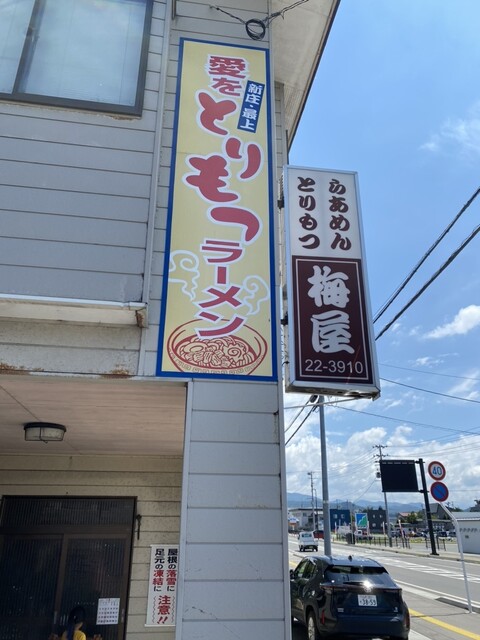 愛を
とりもつ
ラーメン
新庄・最上
らあめん
とりもつ
梅屋
22-3910
屋根の落雪に
足元の凍結に
注意!!
40